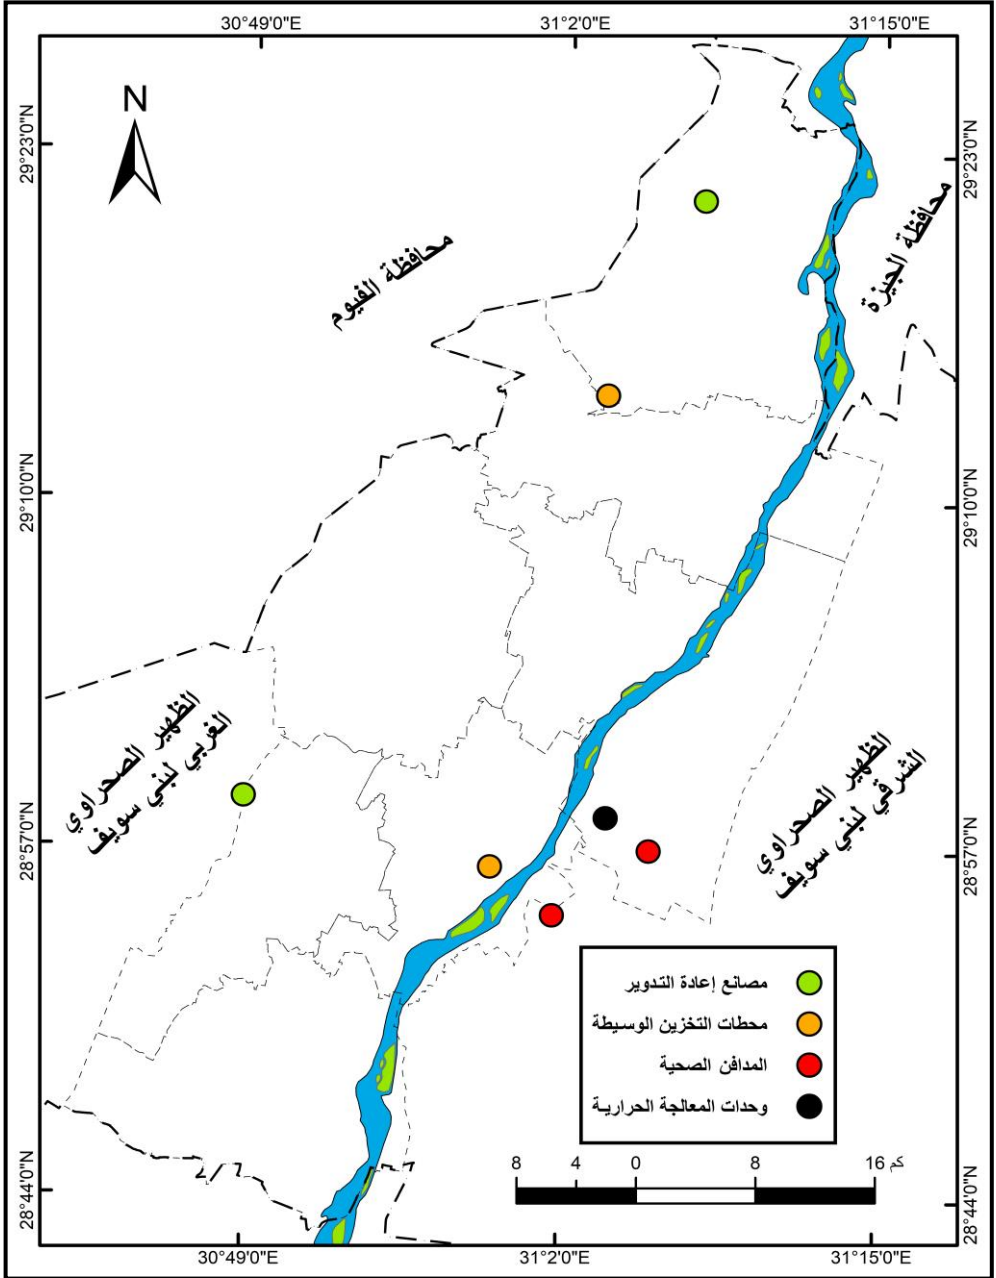 30°49'0"E
31°2'0"E
31°15'0"E
N
29°23'0"N
29°23'0"N
محافظة الجيزة
محافظة الفيوم
29°10'0"N
29°10'0"N
الظهير الصحراوي
الغربي لبني سويف
الظهير الصحراوي
الشرقي لبني سويف
28°57'0"N
28°57'0"N
مصانع إعادة التدوير
محطات التخزين الوسيطة
المدافن الصحية
وحدات المعالجة الحرارية
8 4 0 8 16 كم
28°44'0"N
28°44'0"N
30°49'0"E
31°2'0"E
31°15'0"E